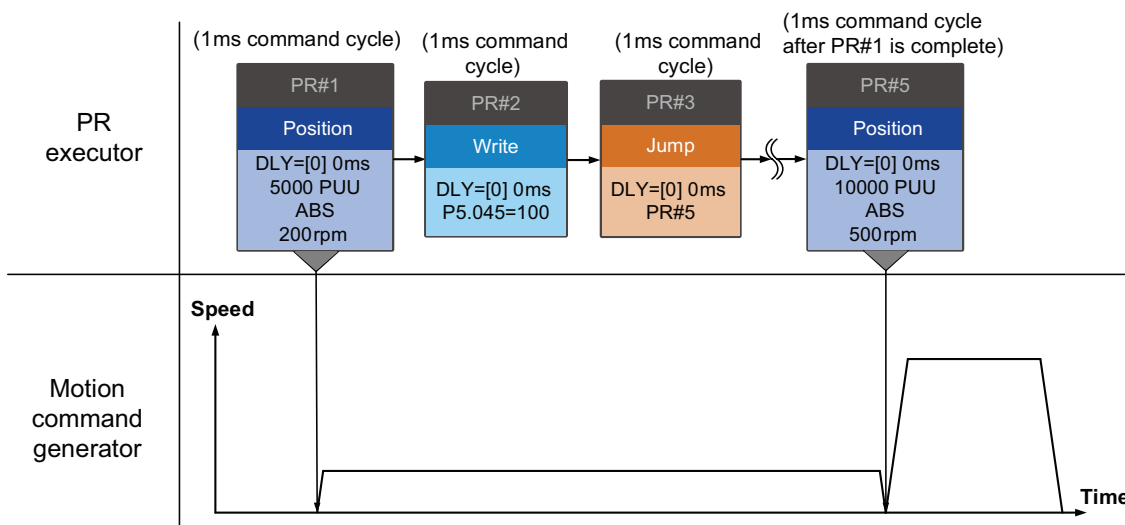 (1ms command cycle)
(1ms command
cycle)
(1ms command
cycle)
(1ms command cycle
after PR#1 is complete)
PR
executor
PR#1
Position
DLY=[0] 0ms
5000 PUU
ABS
200rpm
PR#2
Write
DLY=[0] 0ms
P5.045=100
PR#3
Jump
DLY=[0] 0ms
PR#5
PR#5
Position
DLY=[0] 0ms
10000 PUU
ABS
500rpm
Motion
command
generator
Speed
Time